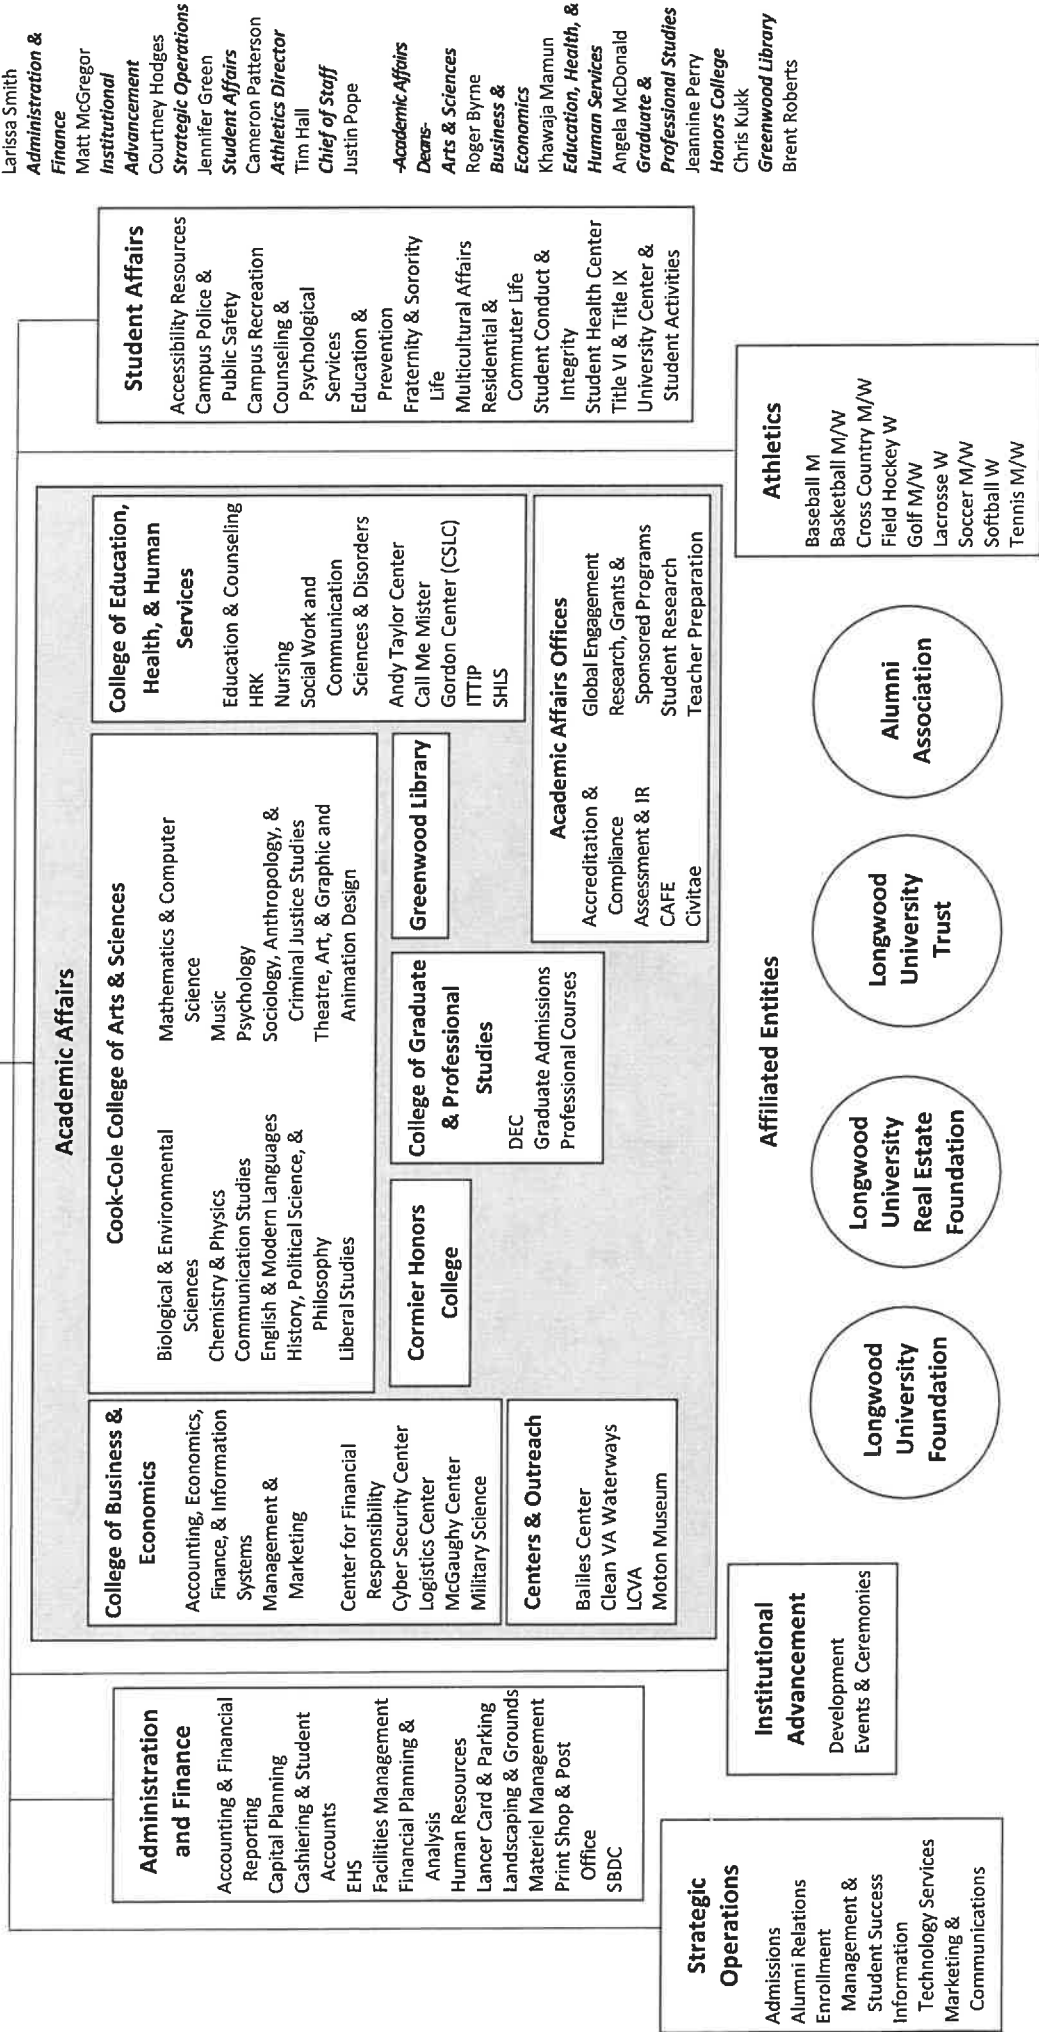 Larissa Smith
Administration &
Finance
Matt McGregor
Institutional
Advancement
Courtney Hodges
Strategic Operations
Jennifer Green
Student Affairs
Cameron Patterson
Athletics Director
Tim Hall
Chief of Staff
Justin Pope
-Academic Affairs
Deans-
Arts & Sciences
Roger Byrne
Business &
Economics
Khawaja Mamun
Education, Health, &
Human Services
Angela McDonald
Graduate &
Professional Studies
Jeannine Perry
Honors College
Chris Kukk
Greenwood Library
Brent Roberts
Strategic
Operations
Admissions
Alumni Relations
Enrollment
Management &
Student Success
Information
Technology Services
Marketing &
Communications
Administration
and Finance
Accounting & Financial
Reporting
Capital Planning
Cashiering & Student
Accounts
EHS
Facilities Management
Financial Planning &
Analysis
Human Resources
Lancer Card & Parking
Landscaping & Grounds
Materiel Management
Print Shop & Post
Office
SBDC
Institutional
Advancement
Development
Events & Ceremonies
Academic Affairs
College of Business &
Economics
Accounting, Economics,
Finance, & Information
Systems
Management &
Marketing
Center for Financial
Responsibility
Cyber Security Center
Logistics Center
McGaughy Center
Military Science
Centers & Outreach
Baliles Center
Clean VA Waterways
LCVA
Moton Museum
Cook-Cole College of Arts & Sciences
Biological & Environmental
Sciences
Chemistry & Physics
Communication Studies
English & Modern Languages
History, Political Science, &
Philosophy
Liberal Studies
Mathematics & Computer
Science
Music
Psychology
Sociology, Anthropology, &
Criminal Justice Studies
Theatre, Art, & Graphic and
Animation Design
Cormier Honors
College
College of Graduate
& Professional
Studies
DEC
Graduate Admissions
Professional Courses
Greenwood Library
College of Education,
Health, & Human
Services
Education & Counseling
HRK
Nursing
Social Work and
Communication
Sciences & Disorders
Andy Taylor Center
Call Me Mister
Gordon Center (CSLC)
ITTIP
SHLS
Academic Affairs Offices
Accreditation &
Compliance
Assessment & IR
CAFE
Civitae
Global Engagement
Research, Grants &
Sponsored Programs
Student Research
Teacher Preparation
Student Affairs
Accessibility Resources
Campus Police &
Public Safety
Campus Recreation
Counseling &
Psychological
Services
Education &
Prevention
Fraternity & Sorority
Life
Multicultural Affairs
Residential &
Commuter Life
Student Conduct &
Integrity
Student Health Center
Title VI & Title IX
University Center &
Student Activities
Athletics
Baseball M
Basketball M/W
Cross Country M/W
Field Hockey W
Golf M/W
Lacrosse W
Soccer M/W
Softball W
Tennis M/W
Affiliated Entities
Longwood
University
Foundation
Longwood
University
Real Estate
Foundation
Longwood
University
Trust
Alumni
Association